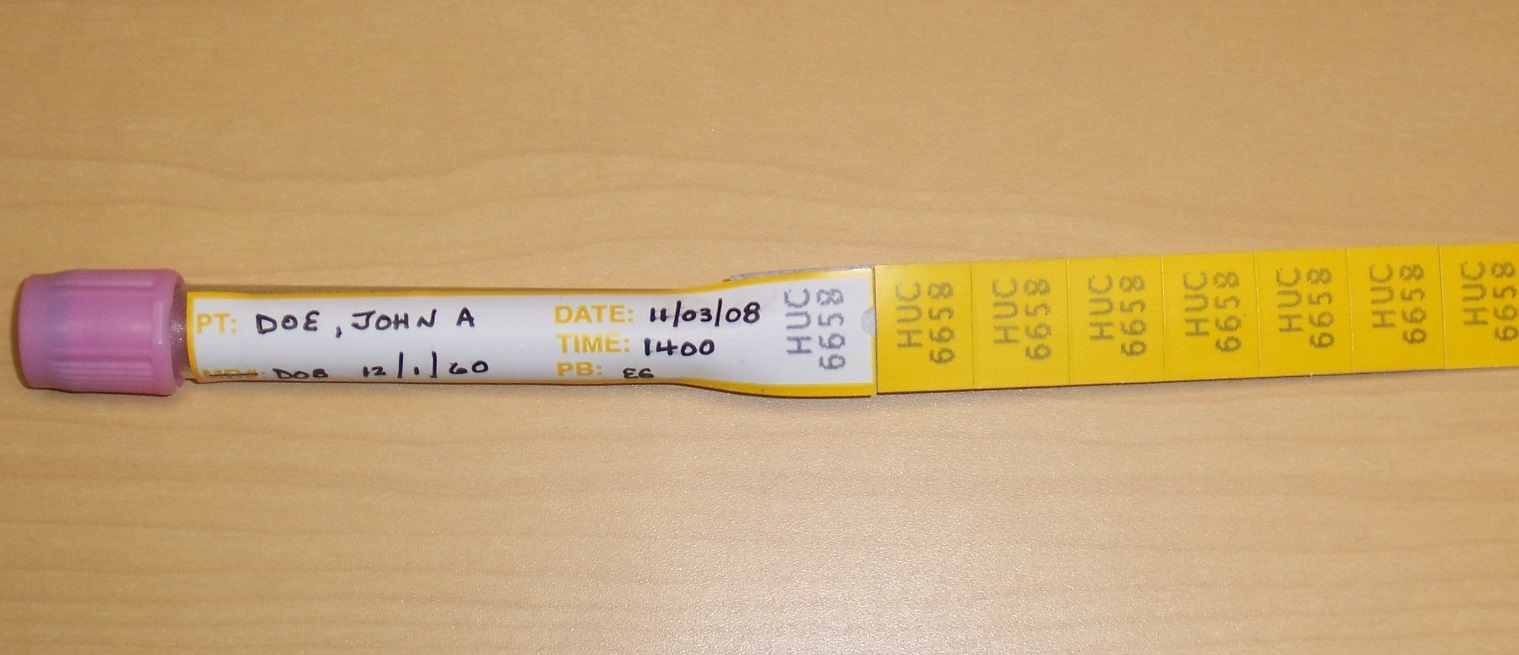 PT: DOE, JOHN A
DOB 12/1/60
DATE: 11/03/08
TIME: 1400
PB: EG
HUC
6658
HUC
6658
HUC
6658
HUC
6658
HUC
6658
HUC
6658
HUC
6658
HUC
6658